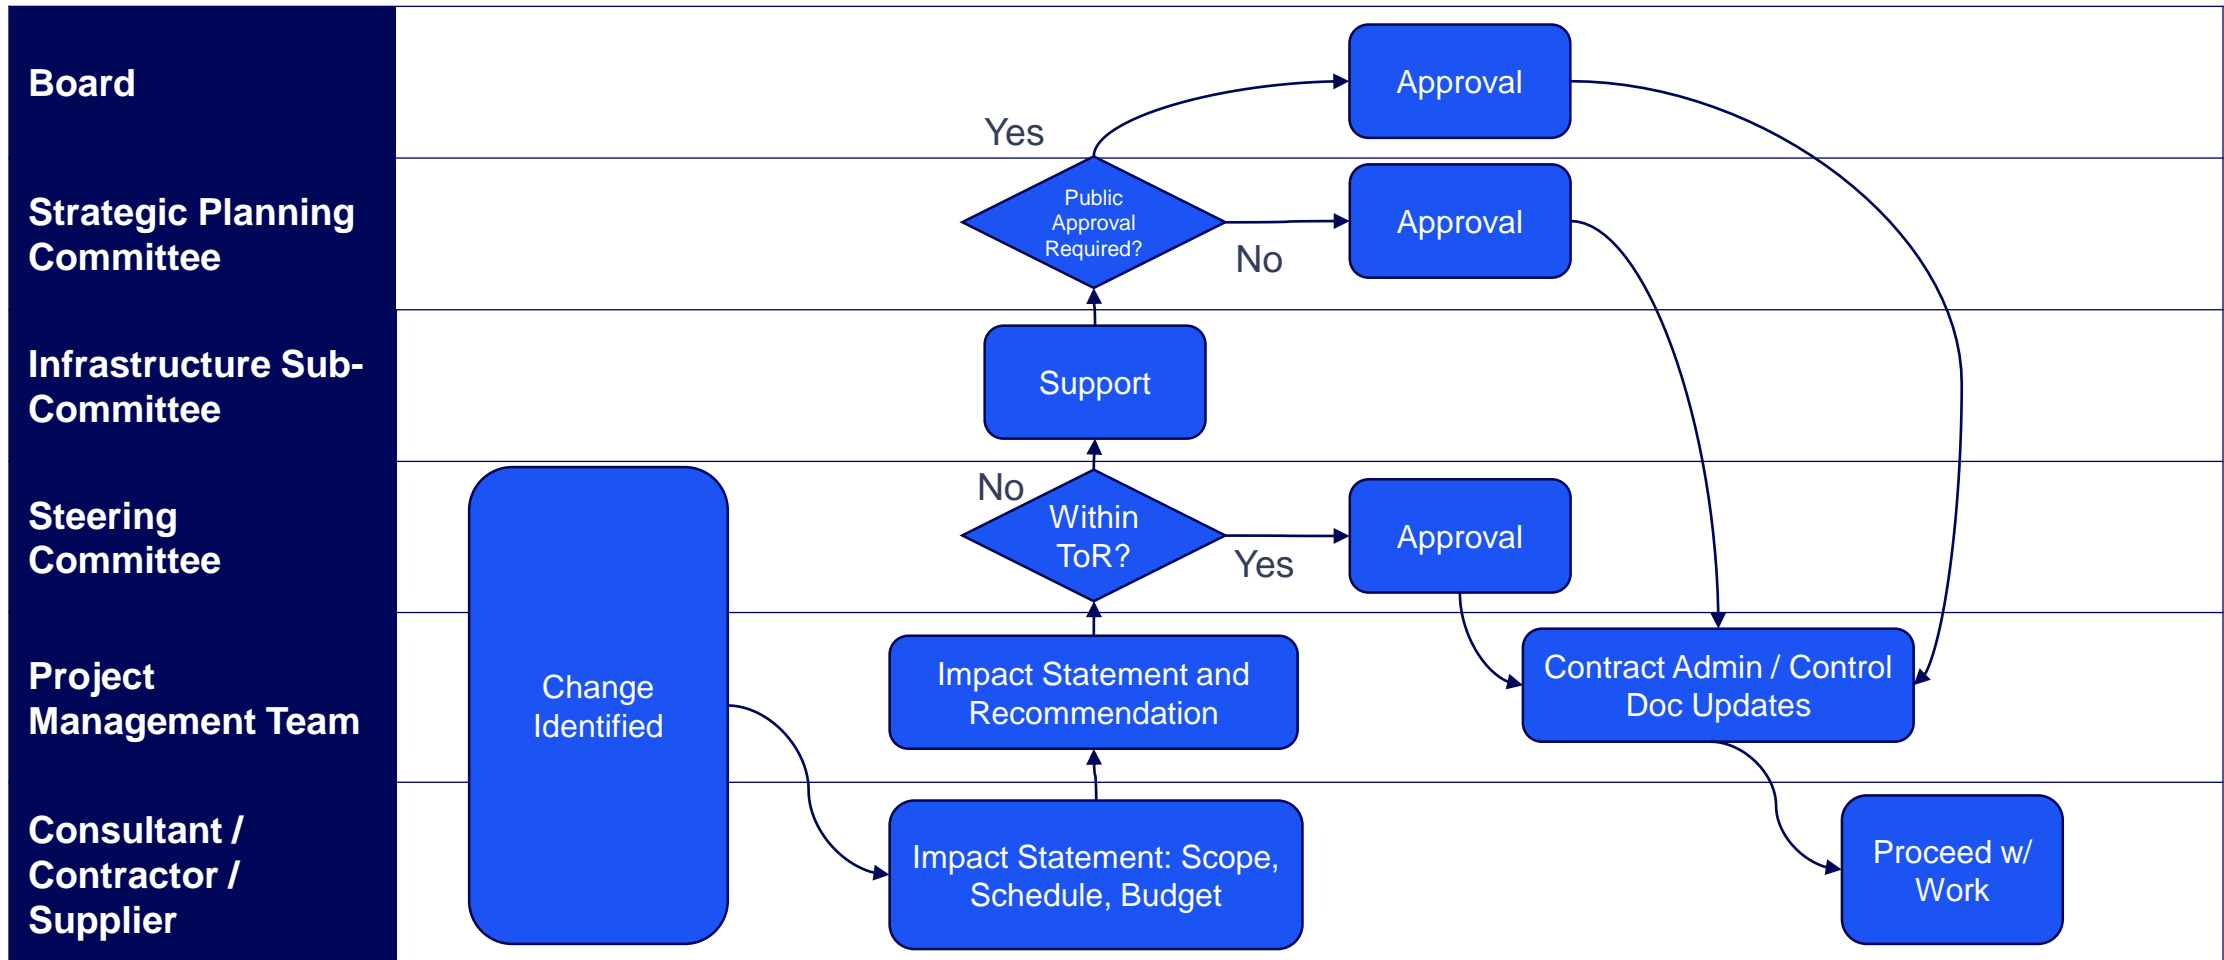 Board
Approval
Yes
Strategic Planning
Committee
Public
Approval
Required?
No
Approval
Infrastructure Sub-
Committee
Support
Steering
Committee
No
Within
ToR?
Yes
Approval
Project
Management Team
Change
Identified
Impact Statement and
Recommendation
Contract Admin / Control
Doc Updates
Consultant /
Contractor /
Supplier
Impact Statement: Scope,
Schedule, Budget
Proceed w/
Work